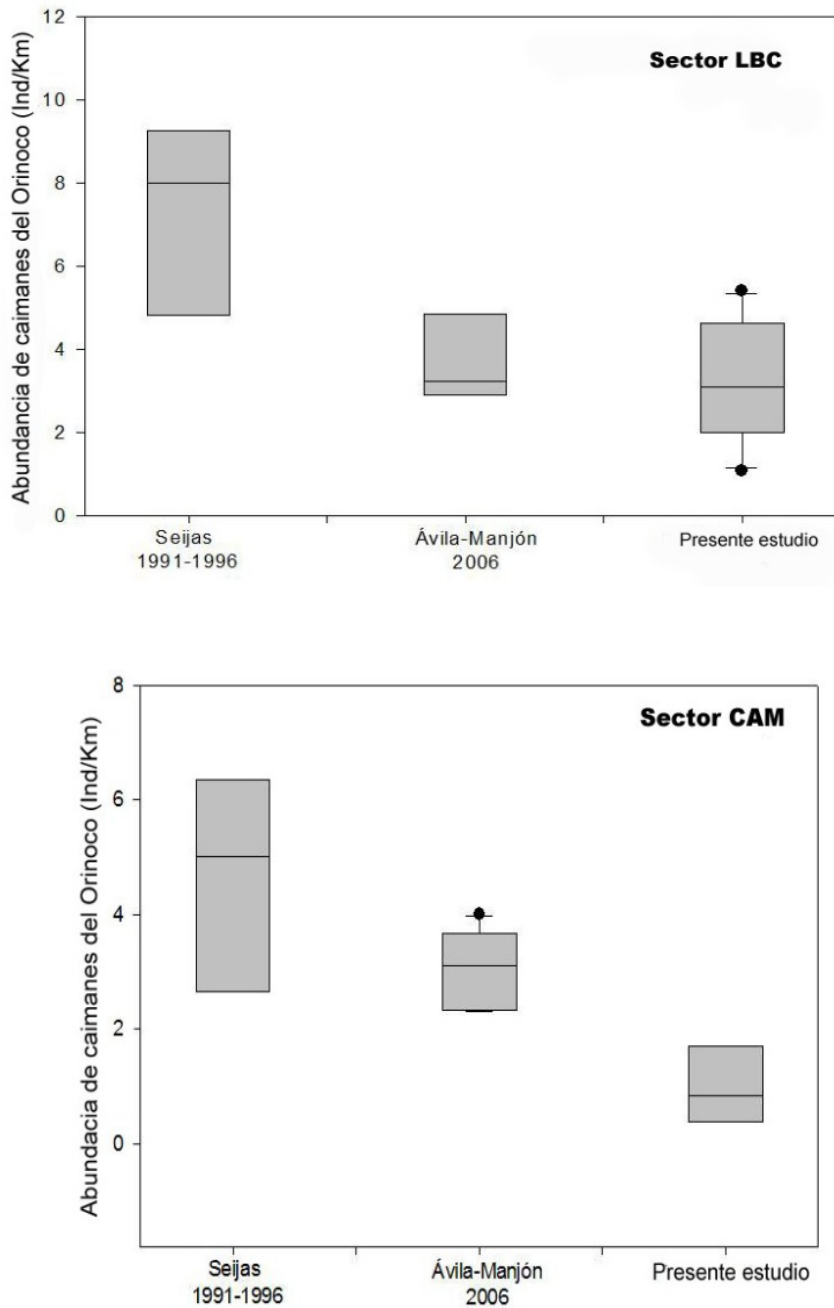 Sector LBC
Abundancia de caimanes del Orinoco (Ind/Km)
12
10
8
6
4
2
0
Seijas
1991-1996
Ávila-Manjón
2006
Presente estudio
Sector CAM
Abundacia de caimanes del Orinoco (Ind/Km)
8
6
4
2
0
Seijas
1991-1996
Ávila-Manjón
2006
Presente estudio